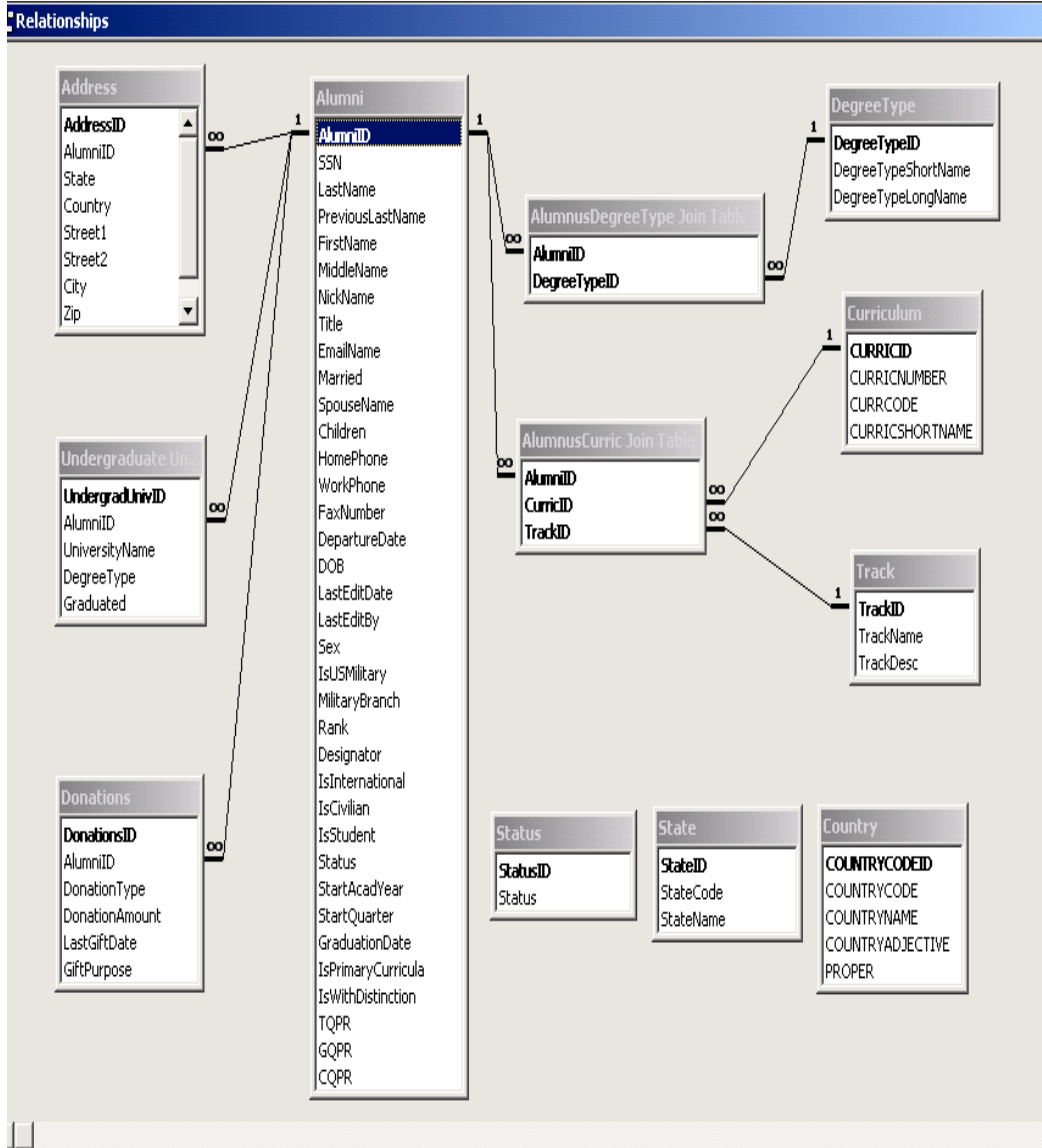 Relationships
Address
AddressID
AlumniID
State
Country
Street1
Street2
City
Zip
∞
1
Alumni
AlumniID
SSN
LastName
PreviousLastName
FirstName
MiddleName
NickName
Title
EmailName
Married
SpouseName
Children
HomePhone
WorkPhone
FaxNumber
DepartureDate
DOB
LastEditDate
LastEditBy
Sex
IsUSMilitary
MilitaryBranch
Rank
Designator
IsInternational
IsCivilian
IsStudent
Status
StartAcadYear
StartQuarter
GraduationDate
IsPrimaryCurricula
IsWithDistinction
TQPR
GQPR
CQPR
1
Undergraduate Un...
UndergradUnivID
AlumniID
UniversityName
DegreeType
Graduated
∞
Donations
DonationsID
AlumniID
DonationType
DonationAmount
LastGiftDate
GiftPurpose
∞
AlumnusDegreeType Join Table
AlumniID
DegreeTypeID
∞
∞
1
DegreeType
DegreeTypeID
DegreeTypeShortName
DegreeTypeLongName
AlumnusCurric Join Table
AlumniID
CurricID
TrackID
∞
∞
∞
1
Curriculum
CURRICID
CURRICNUMBER
CURRCODE
CURRICSHORTNAME
1
Track
TrackID
TrackName
TrackDesc
Status
StatusID
Status
State
StateID
StateCode
StateName
Country
COUNTRYCODEID
COUNTRYCODE
COUNTRYNAME
COUNTRYADJECTIVE
PROPER